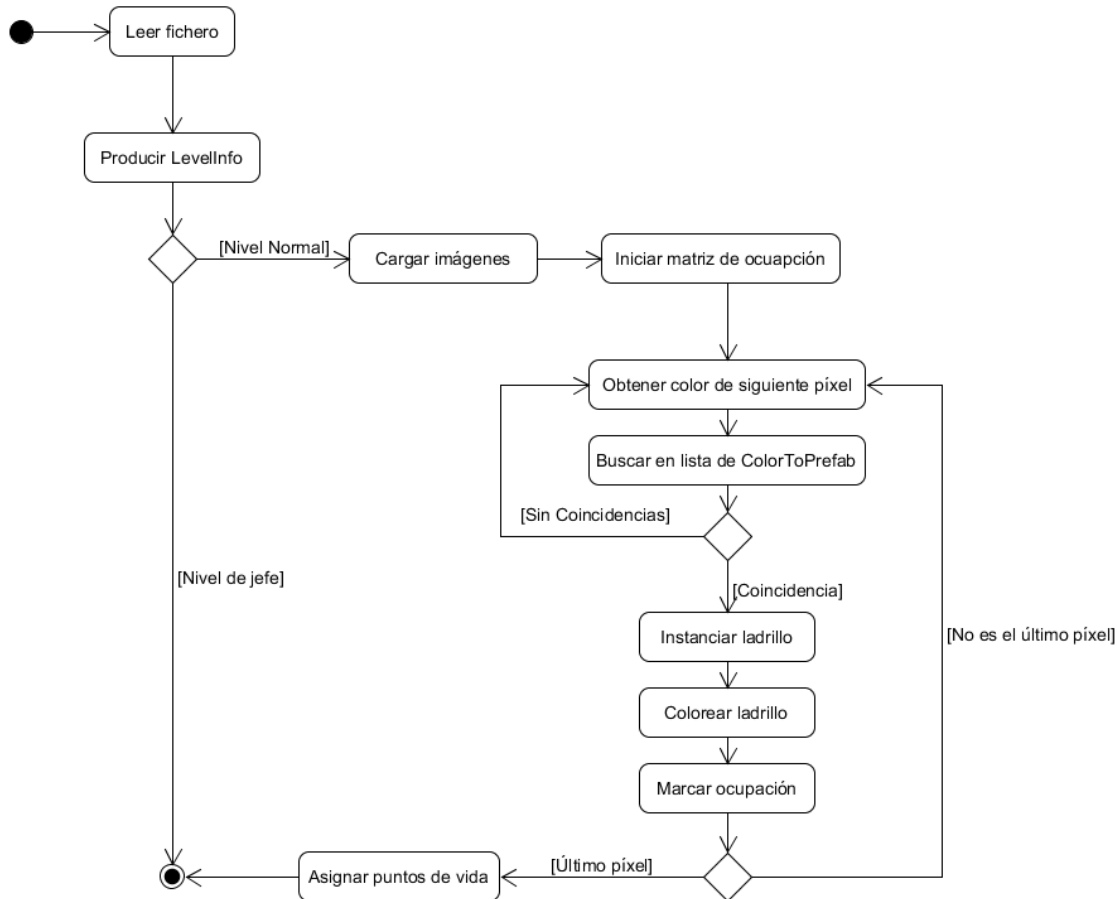 Leer fichero
Producir LevelInfo
[Nivel Normal]
Cargar imágenes
Iniciar matriz de ocuapción
Obtener color de siguiente píxel
Buscar en lista de ColorToPrefab
[Sin Coincidencias]
[Nivel de jefe]
[Coincidencia]
Instanciar ladrillo
[No es el último píxel]
Colorear ladrillo
Marcar ocupación
[Último píxel]
Asignar puntos de vida